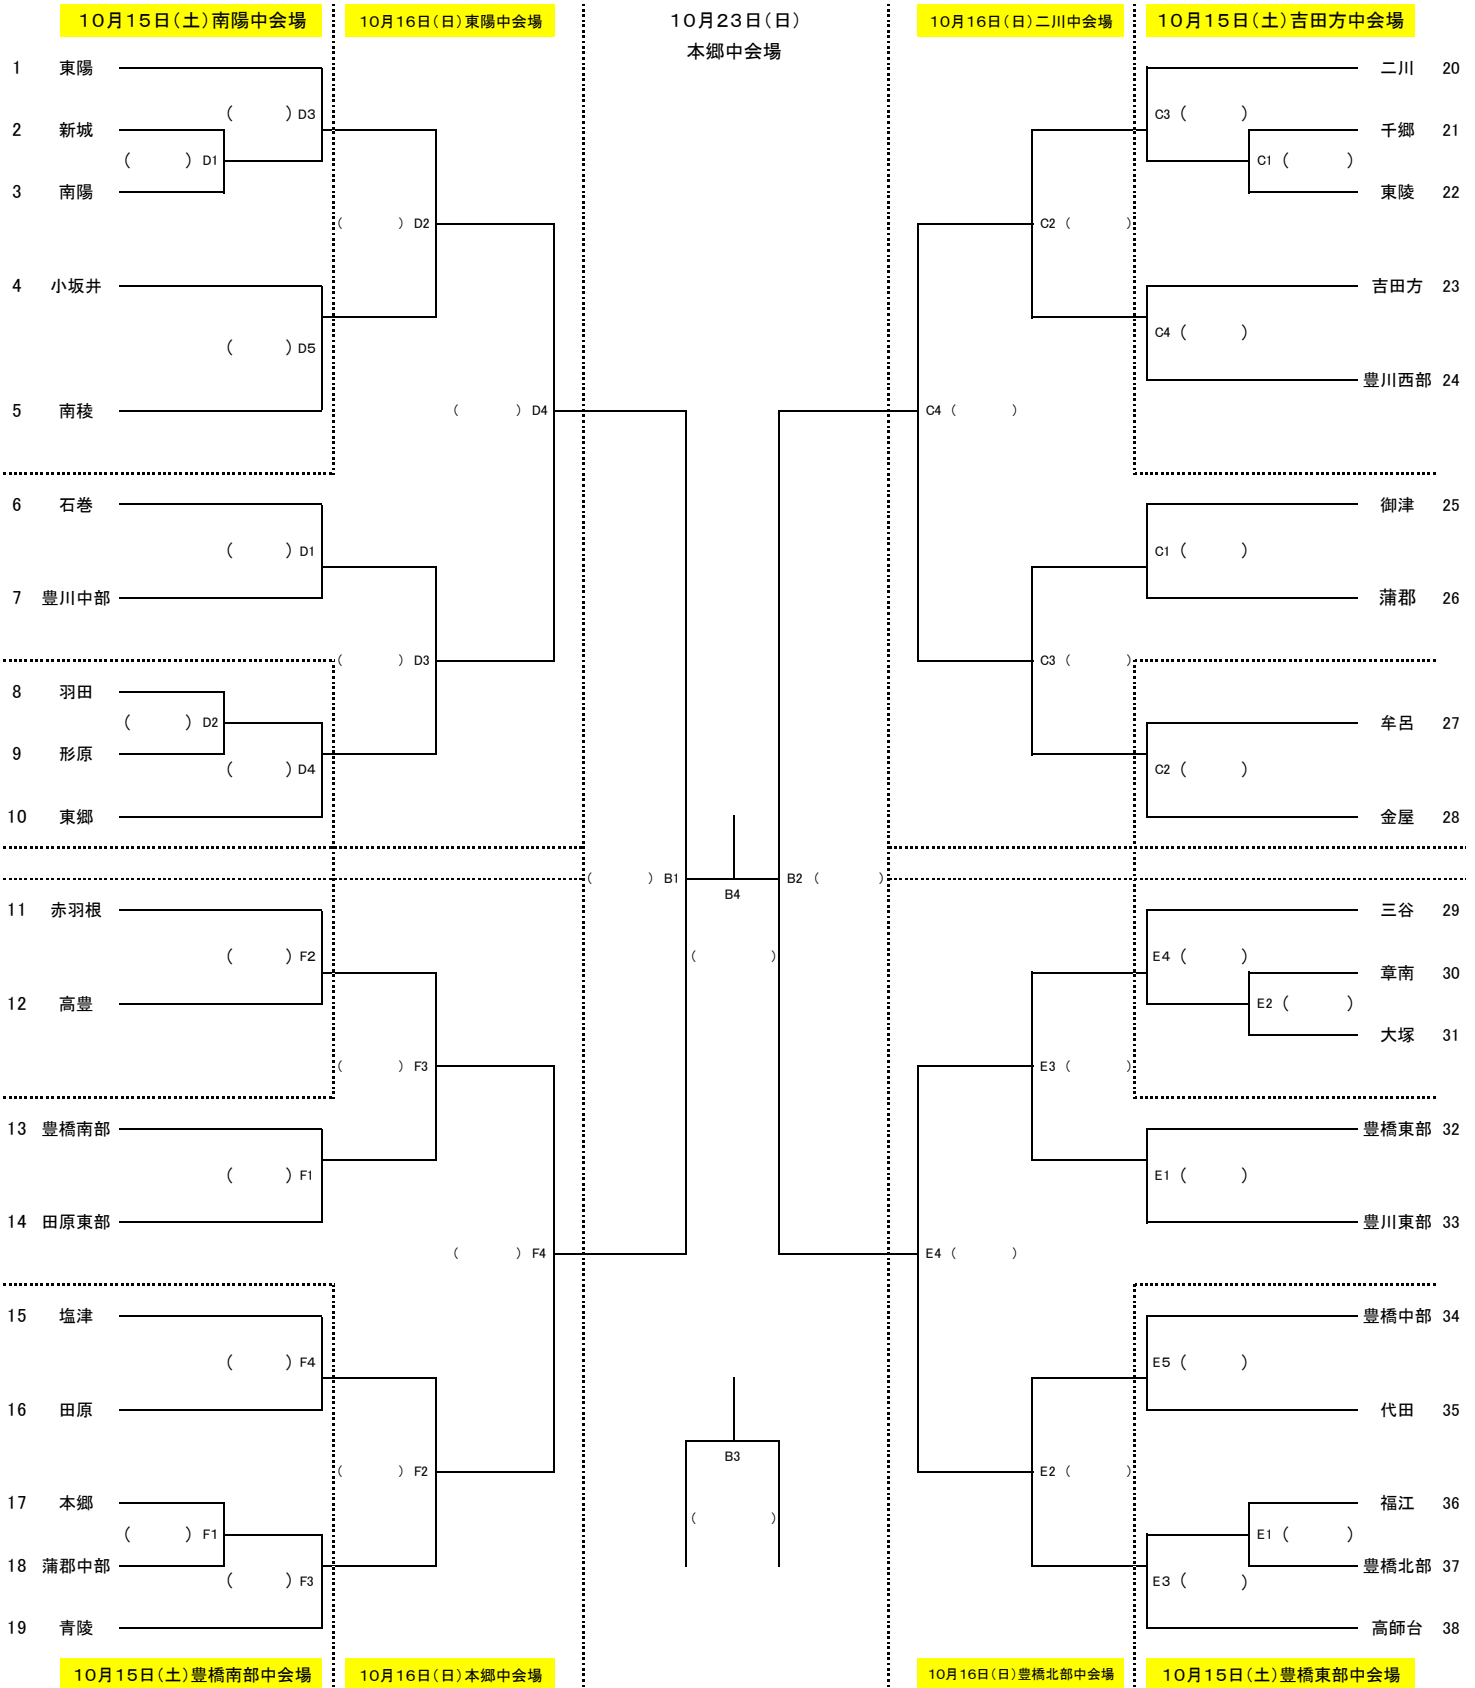 10月15日(土)南陽中会場
10月16日(日)東陽中会場
10月23日(日)
本郷中会場
10月16日(日)二川中会場
10月15日(土)吉田方中会場
1 東陽
( ) D3
2 新城
( ) D1
3 南陽
( ) D2
4 小坂井
( ) D5
5 南稜
( ) D4
6 石巻
( ) D1
7 豊川中部
( ) D3
8 羽田
( ) D2
9 形原
( ) D4
10 東郷
( ) B1
11 赤羽根
( ) F2
12 高豊
( ) F3
13 豊橋南部
( ) F1
14 田原東部
( ) F4
15 塩津
( ) F4
16 田原
( ) F2
17 本郷
( ) F1
18 蒲郡中部
( ) F3
19 青陵
B4
( )
B3
( )
二川 20
C3 ( )
千郷 21
C1 ( )
東陵 22
C2 ( )
吉田方 23
C4 ( )
豊川西部 24
C4 ( )
御津 25
C1 ( )
蒲郡 26
C3 ( )
牟呂 27
C2 ( )
金屋 28
B2 ( )
三谷 29
E4 ( )
章南 30
E2 ( )
大塚 31
E3 ( )
豊橋東部 32
E1 ( )
豊川東部 33
E4 ( )
豊橋中部 34
E5 ( )
代田 35
E2 ( )
福江 36
E1 ( )
豊橋北部 37
E3 ( )
高師台 38
10月15日(土)豊橋南部中会場
10月16日(日)本郷中会場
10月16日(日)豊橋北部中会場
10月15日(土)豊橋東部中会場